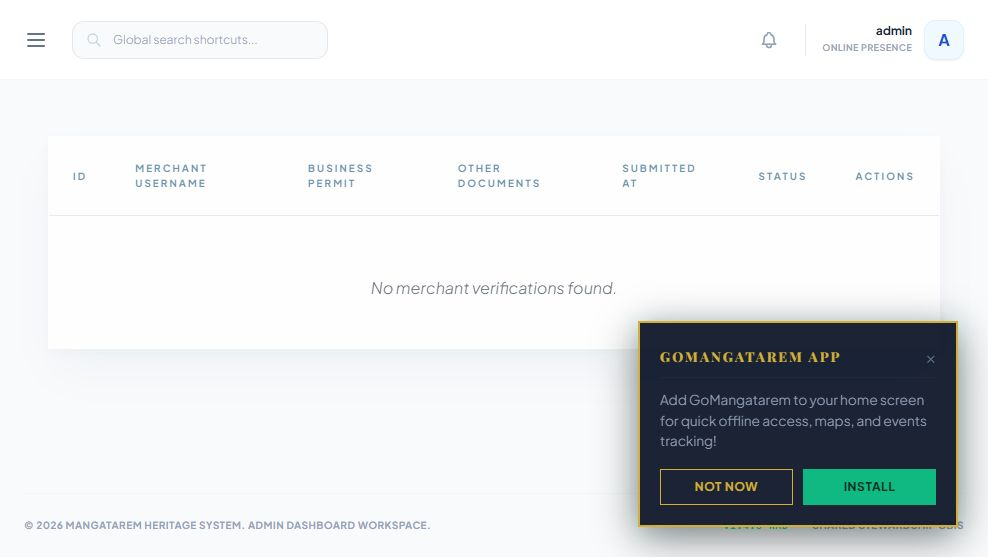 Global search shortcuts...
admin
ONLINE PRESENCE
A
ID
MERCHANT
USERNAME
BUSINESS
PERMIT
OTHER
DOCUMENTS
SUBMITTED
AT
STATUS
ACTIONS
No merchant verifications found.
GOMANGATAREM APP
×
Add GoMangatarem to your home screen
for quick offline access, maps, and events
tracking!
NOT NOW
INSTALL
© 2026 MANGATAREM HERITAGE SYSTEM. ADMIN DASHBOARD WORKSPACE.